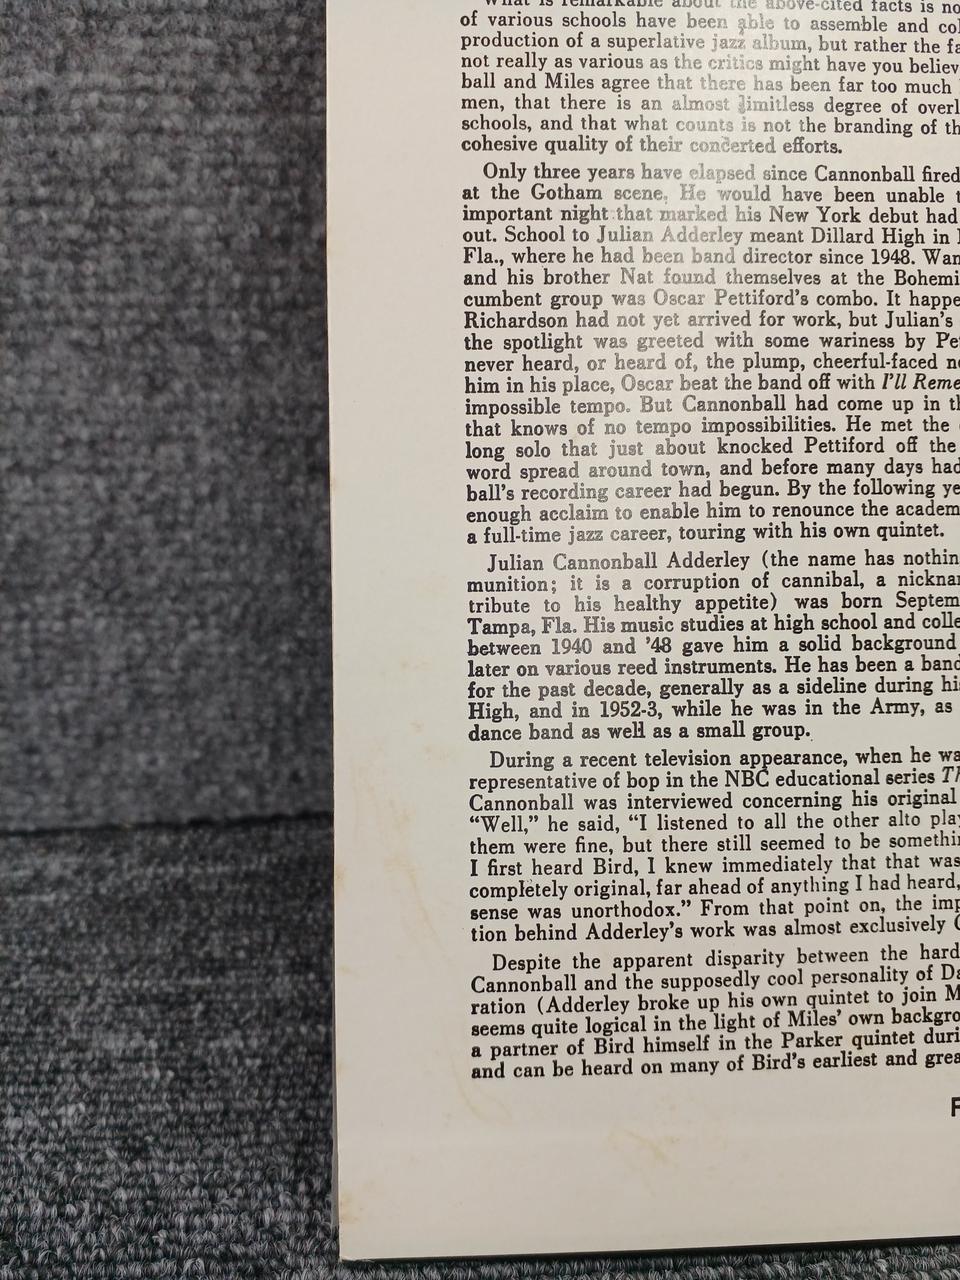 What is remarkable about the above-cited facts is no
of various schools have been able to assemble and col
production of a superlative jazz album, but rather the fa
not really as various as the critics might have you believ
ball and Miles agree that there has been far too much
men, that there is an almost limitless degree of overl
schools, and that what counts is not the branding of th
cohesive quality of their concerted efforts.
Only three years have elapsed since Cannonball fired
at the Gotham scene. He would have been unable t
important night that marked his New York debut had
out. School to Julian Adderley meant Dillard High in
Fla., where he had been band director since 1948. Wan
and his brother Nat found themselves at the Bohemi
cumbent group was Oscar Pettiford's combo. It happe
Richardson had not yet arrived for work, but Julian's
the spotlight was greeted with some wariness by Pe
never heard, or heard of, the plump, cheerful-faced ne
him in his place, Oscar beat the band off with I'll Reme
impossible tempo. But Cannonball had come up in th
that knows of no tempo impossibilities. He met the
long solo that just about knocked Pettiford off the
word spread around town, and before many days had
ball's recording career had begun. By the following ye
enough acclaim to enable him to renounce the academ
a full-time jazz career, touring with his own quintet.
Julian Cannonball Adderley (the name has nothin
munition; it is a corruption of cannibal, a nickna
tribute to his healthy appetite) was born Septem
Tampa, Fla. His music studies at high school and colle
between 1940 and '48 gave him a solid background
later on various reed instruments. He has been a band
for the past decade, generally as a sideline during hi
High, and in 1952-3, while he was in the Army, as
dance band as well as a small group.
During a recent television appearance, when he wa
representative of bop in the NBC educational series Th
Cannonball was interviewed concerning his original
“Well,” he said, “I listened to all the other alto play
them were fine, but there still seemed to be somethin
I first heard Bird, I knew immediately that that was
completely original, far ahead of anything I had heard,
sense was unorthodox.” From that point on, the imp
tion behind Adderley's work was almost exclusively C
Despite the apparent disparity between the hard
Cannonball and the supposedly cool personality of Da
ration (Adderley broke up his own quintet to join M
seems quite logical in the light of Miles' own backgro
a partner of Bird himself in the Parker quintet duri
and can be heard on many of Bird's earliest and grea
F